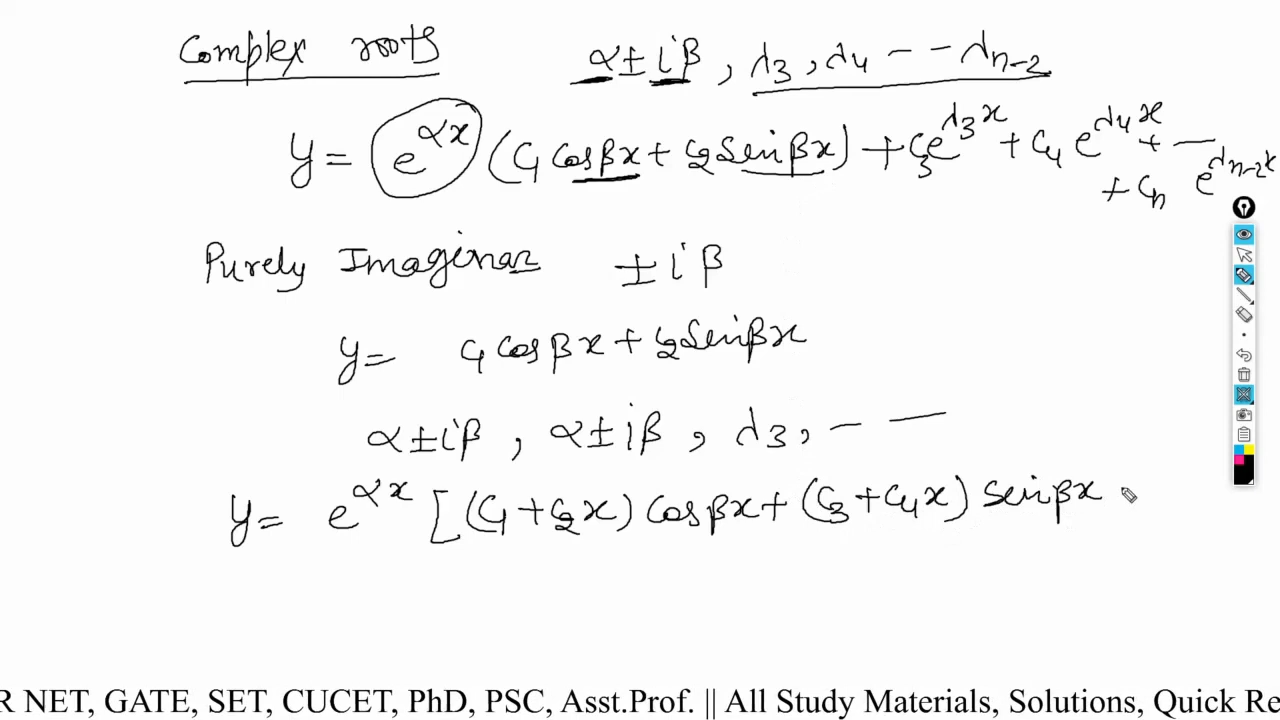 Complex roots α ± iβ, λ3, λ4 - - λn-2
y = e^αx (C1 cosβx + C2 Sinβx) + C3e^λ3x + C4 e^λ4x + —
+ Cn e^λn-2x
Purely Imaginar ± iβ
y = C1 cosβx + C2 Sinβx
α ± iβ, α ± iβ, λ3, - —
y = e^αx [(C1 + C2x) cosβx + (C3 + C4x) sinβx
R NET, GATE, SET, CUCET, PhD, PSC, Asst.Prof. || All Study Materials, Solutions, Quick Re